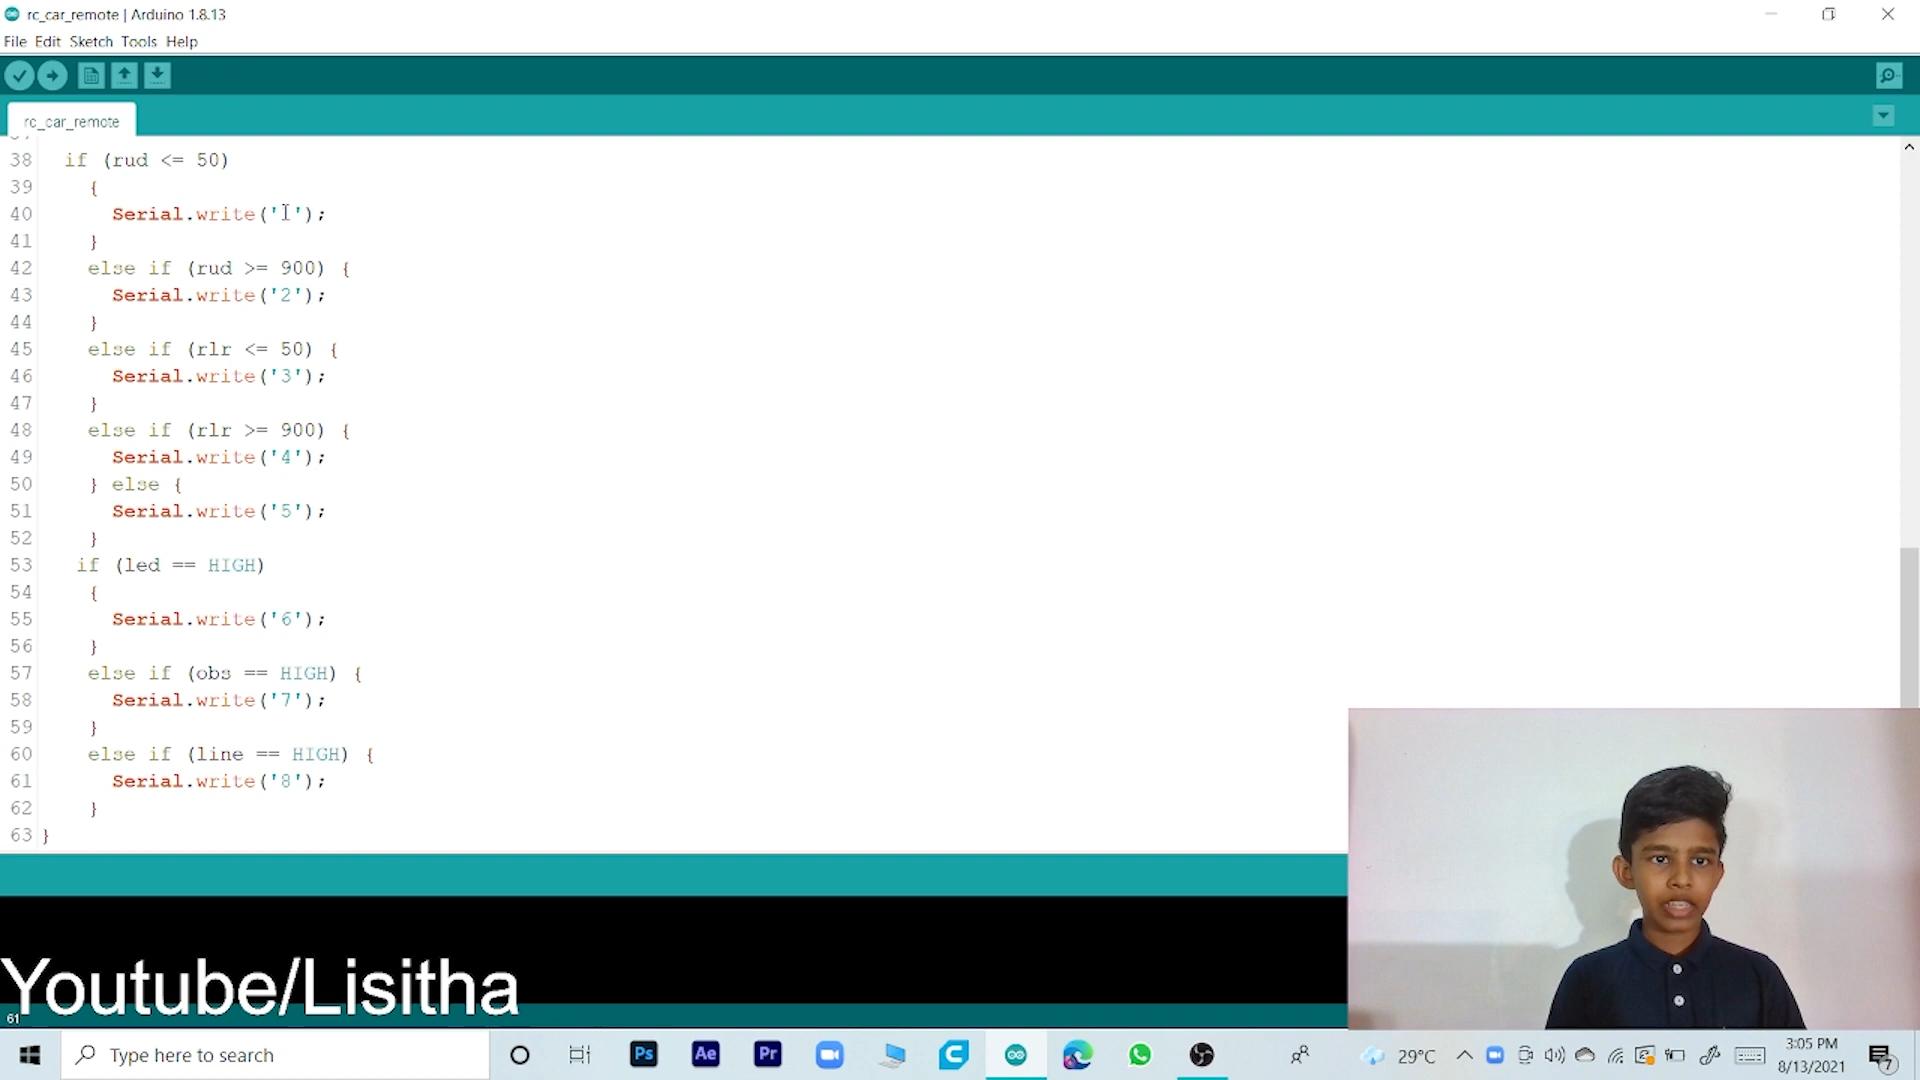 rc_car_remote | Arduino 1.8.13
File Edit Sketch Tools Help
rc_car_remote
38 if (rud <= 50)
39 {
40 Serial.write('1');
41 }
42 else if (rud >= 900) {
43 Serial.write('2');
44 }
45 else if (rlr <= 50) {
46 Serial.write('3');
47 }
48 else if (rlr >= 900) {
49 Serial.write('4');
50 } else {
51 Serial.write('5');
52 }
53 if (led == HIGH)
54 {
55 Serial.write('6');
56 }
57 else if (obs == HIGH) {
58 Serial.write('7');
59 }
60 else if (line == HIGH) {
61 Serial.write('8');
62 }
63 }
Youtube/Lisitha
61
Type here to search
Ps
Ae
Pr
29°C
3:05 PM
8/13/2021
7